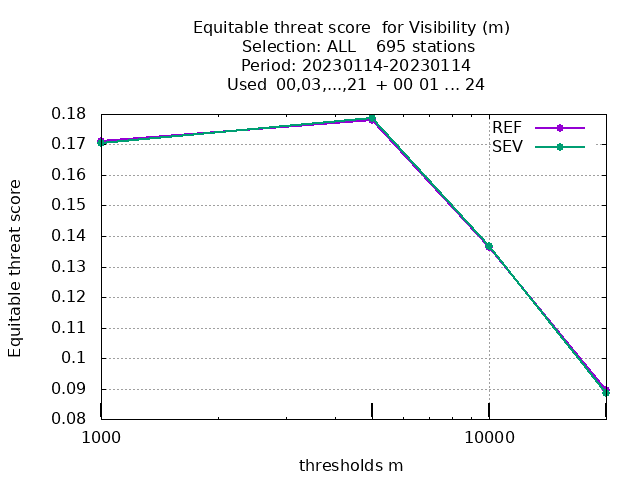 Equitable threat score  for Visibility (m)
Selection: ALL    695 stations
Period: 20230114-20230114
Used  00,03,...,21  + 00 01 ... 24
0.18
0.17
0.16
0.15
0.14
0.13
0.12
0.11
0.1
0.09
0.08
Equitable threat score
REF
SEV
1000
10000
thresholds m